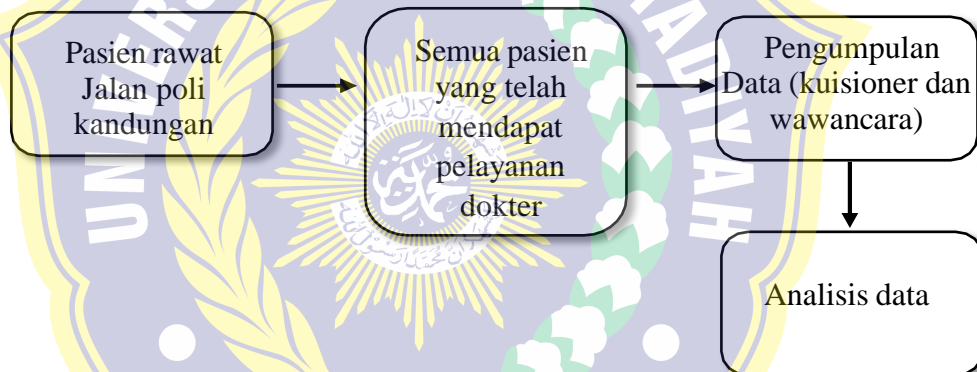 Pasien rawat
Jalan poli
kandungan
Semua pasien
yang telah
mendapat
pelayanan
dokter
Pengumpulan
Data (kuisioner dan
wawancara)
Analisis data